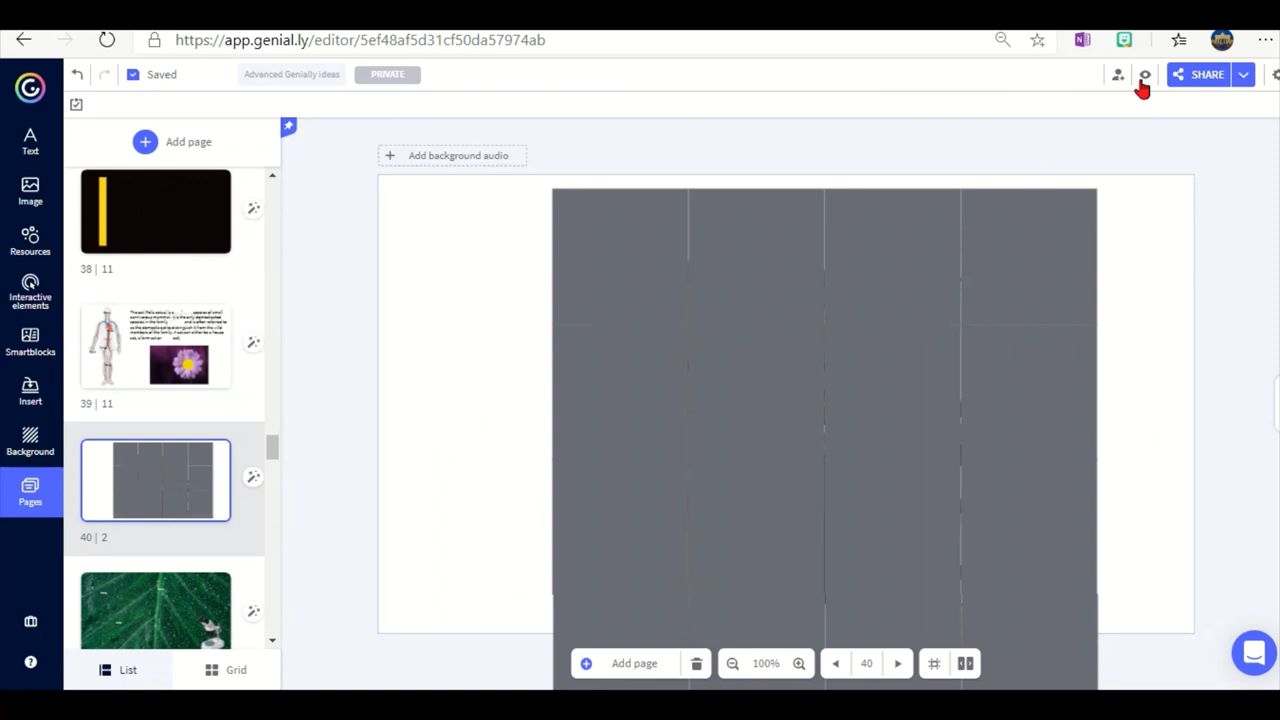 https://app.genial.ly/editor/5ef48af5d31cf50da57974ab
Saved
Advanced Genially ideas
PRIVATE
SHARE
Text
Image
Resources
Interactive
elements
Smartblocks
Insert
Background
Pages
Add page
38 | 11
39 | 11
40 | 2
List
Grid
Add background audio
Add page
100%
40